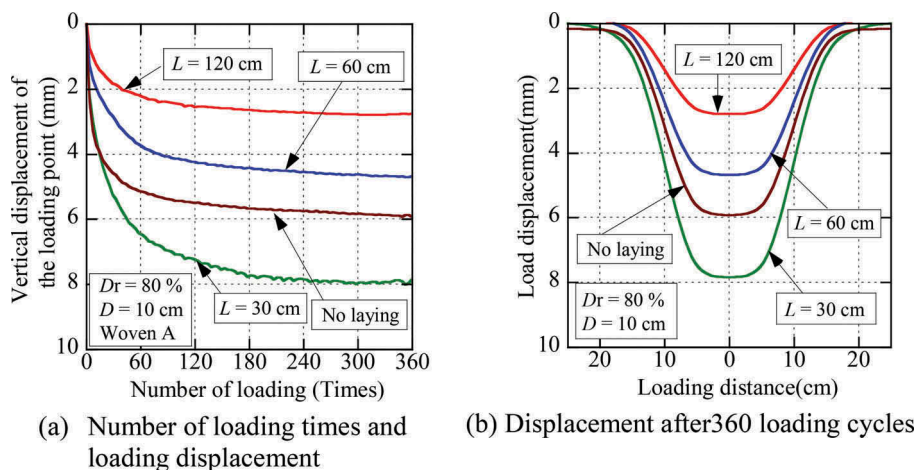 0
2
4
6
8
10
Vertical displacement of
the loading point (mm)
L = 120 cm
L = 60 cm
Dr = 80 %
D = 10 cm
Woven A
L = 30 cm
No laying
0 60 120 180 240 300 360
Number of loading (Times)
(a) Number of loading times and
loading displacement
0
2
4
6
8
10
Load displacement(mm)
L = 120 cm
No laying
L = 60 cm
Dr = 80 %
D = 10 cm
L = 30 cm
20 10 0 10 20
Loading distance(cm)
(b) Displacement after360 loading cycles